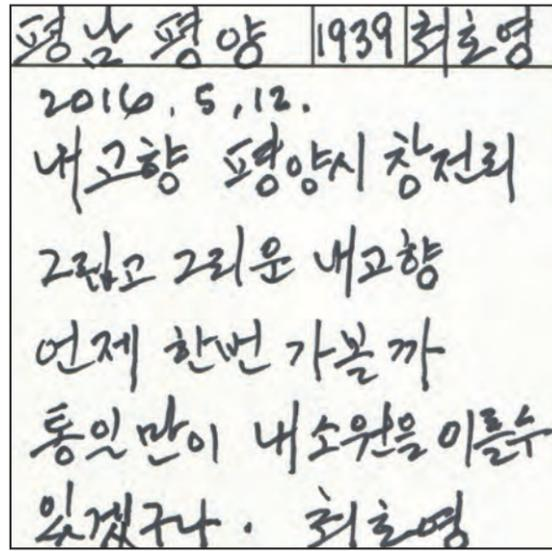 평남 평양 1939 최호영
2016. 5, 12.
내고향 평양시 창전리
그립고 그리운 내고향
언제 한번 가볼까
통일만이 내소원을 이룰수
있겠구나. 최호영